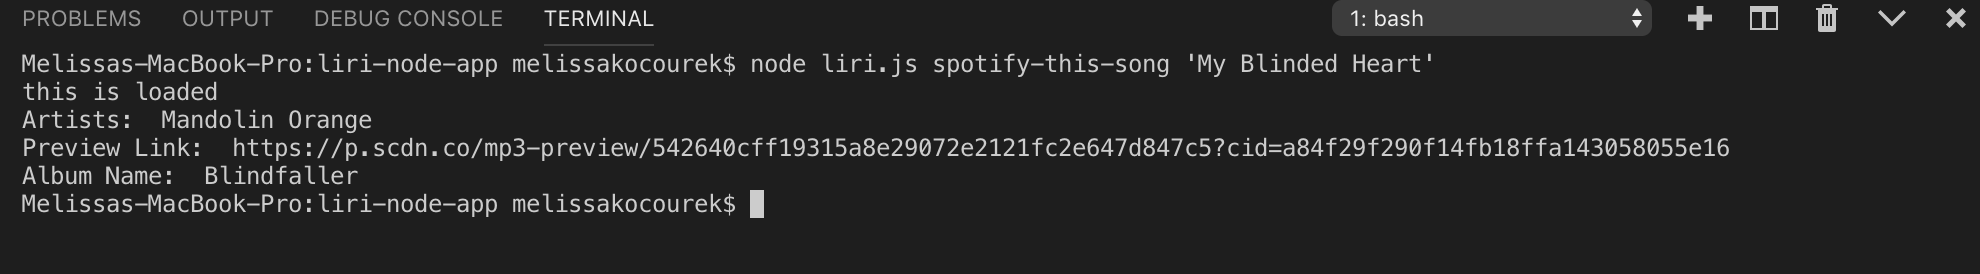 PROBLEMS OUTPUT DEBUG CONSOLE TERMINAL 1: bash
Melissas-MacBook-Pro:liri-node-app melissakocourek$ node liri.js spotify-this-song 'My Blinded Heart'
this is loaded
Artists:  Mandolin Orange
Preview Link:  https://p.scdn.co/mp3-preview/542640cff19315a8e29072e2121fc2e647d847c5?cid=a84f29f290f14fb18ffa143058055e16
Album Name:  Blindfaller
Melissas-MacBook-Pro:liri-node-app melissakocourek$